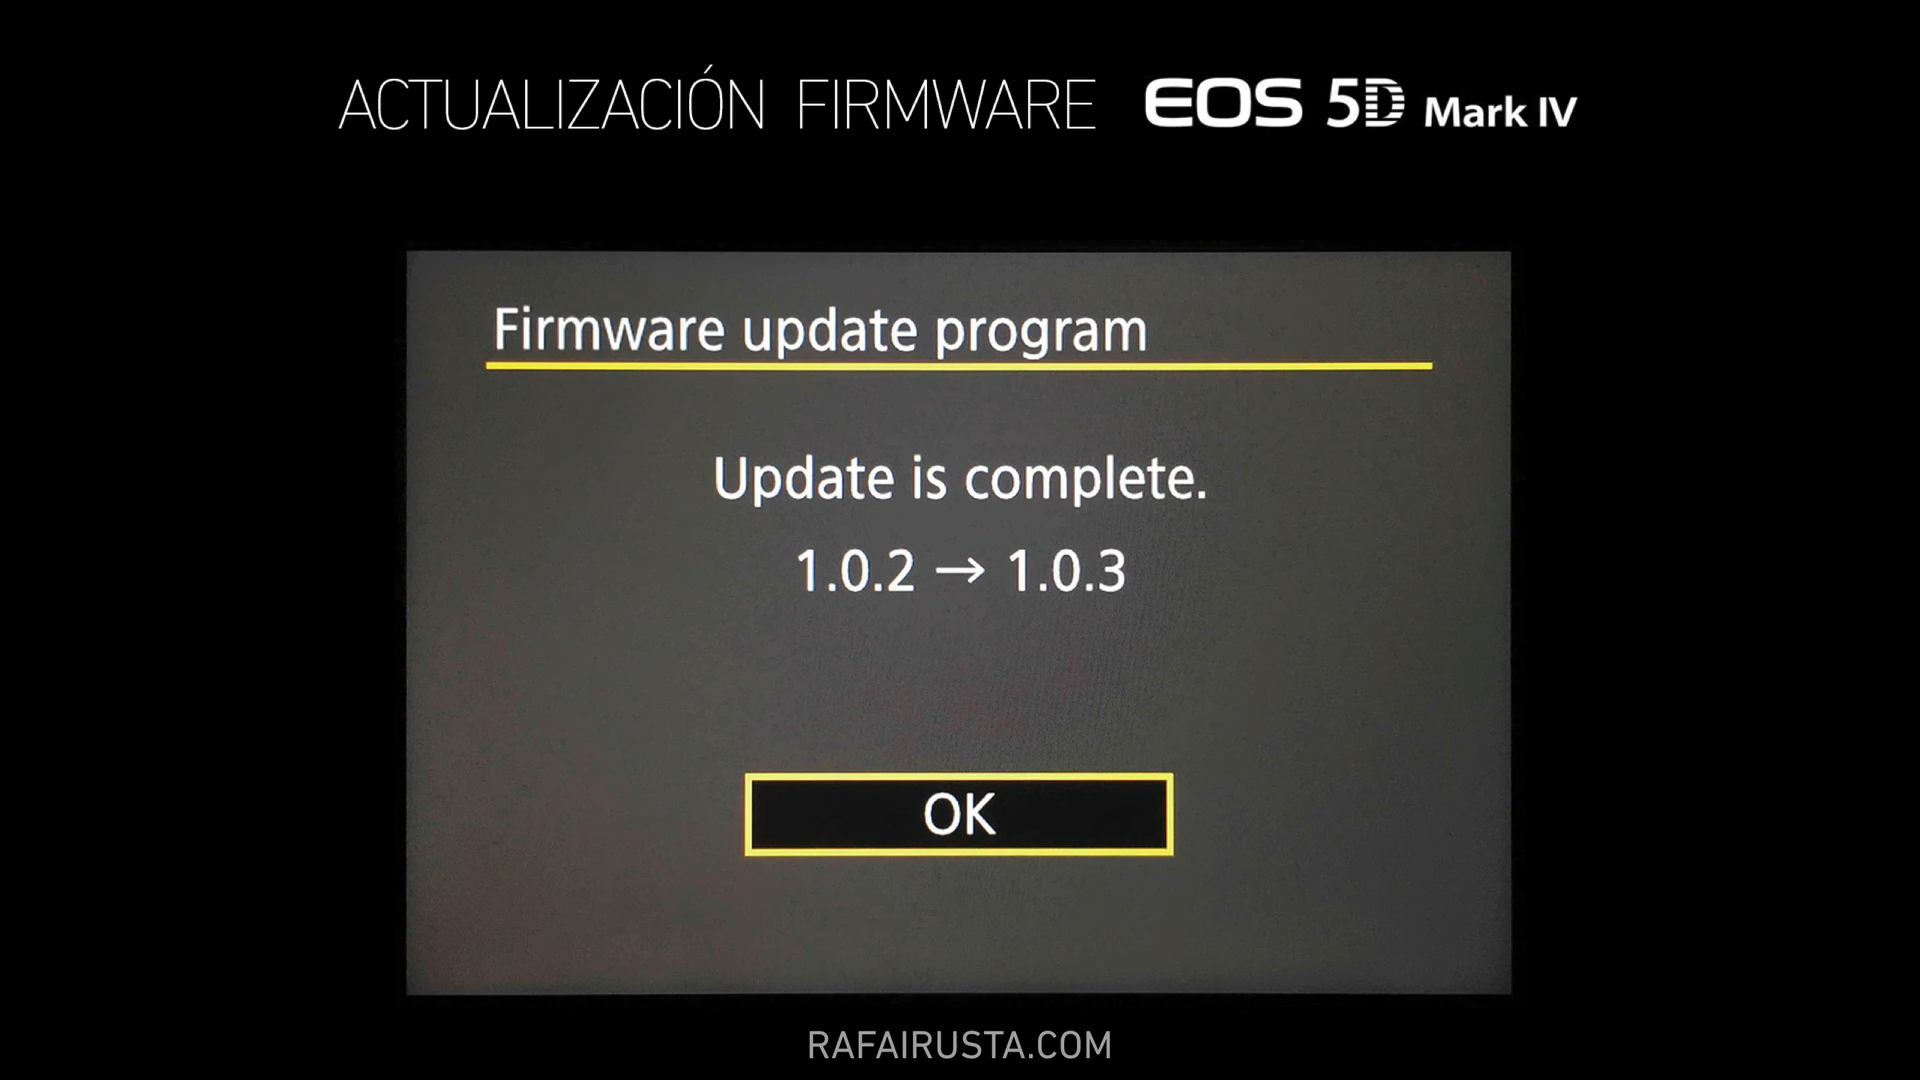 ACTUALIZACIÓN FIRMWARE EOS 5D Mark IV
Firmware update program
Update is complete.
1.0.2 → 1.0.3
OK
RAFAIRUSTA.COM